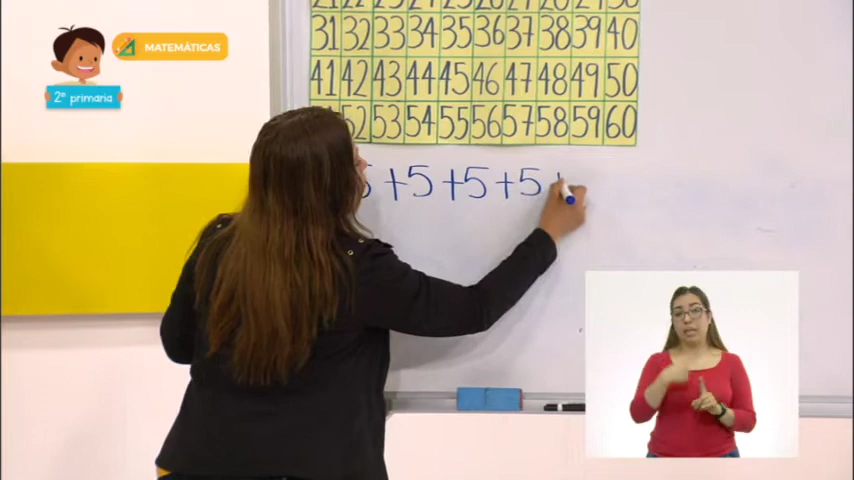 MATEMÁTICAS
2º primaria
31 32 33 34 35 36 37 38 39 40
41 42 43 44 45 46 47 48 49 50
52 53 54 55 56 57 58 59 60
5 + 5 + 5 + 5 +